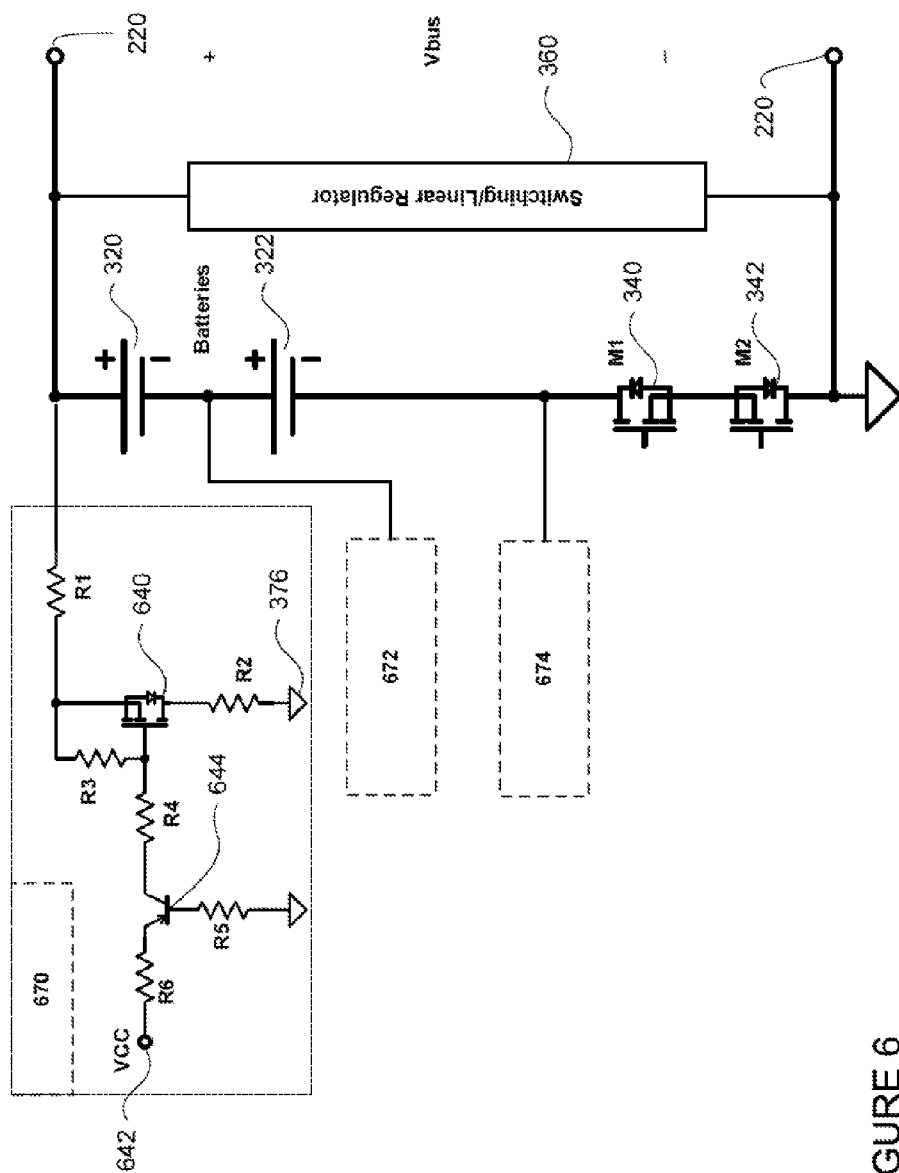 220
+
Vbus
−
220
360
Switching/Linear Regulator
320
+
−
Batteries
322
+
−
340
M1
342
M2
R1
640
R2
376
R3
R4
644
R5
R6
VCC
642
670
672
674
GURE 6